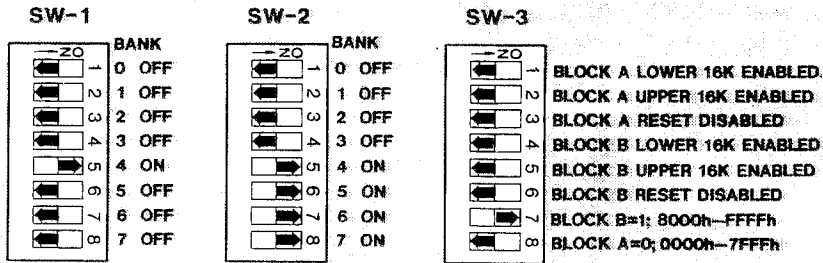 SW-1
BANK
ON
1 0 OFF
2 1 OFF
3 2 OFF
4 3 OFF
5 4 ON
6 5 OFF
7 6 OFF
8 7 OFF
SW-2
BANK
ON
1 0 OFF
2 1 OFF
3 2 OFF
4 3 OFF
5 4 ON
6 5 ON
7 6 ON
8 7 ON
SW-3
ON
1 BLOCK A LOWER 16K ENABLED.
2 BLOCK A UPPER 16K ENABLED
3 BLOCK A RESET DISABLED
4 BLOCK B LOWER 16K ENABLED
5 BLOCK B UPPER 16K ENABLED
6 BLOCK B RESET DISABLED
7 BLOCK B=1; 8000h-FFFFh
8 BLOCK A=0; 0000h-7FFFh